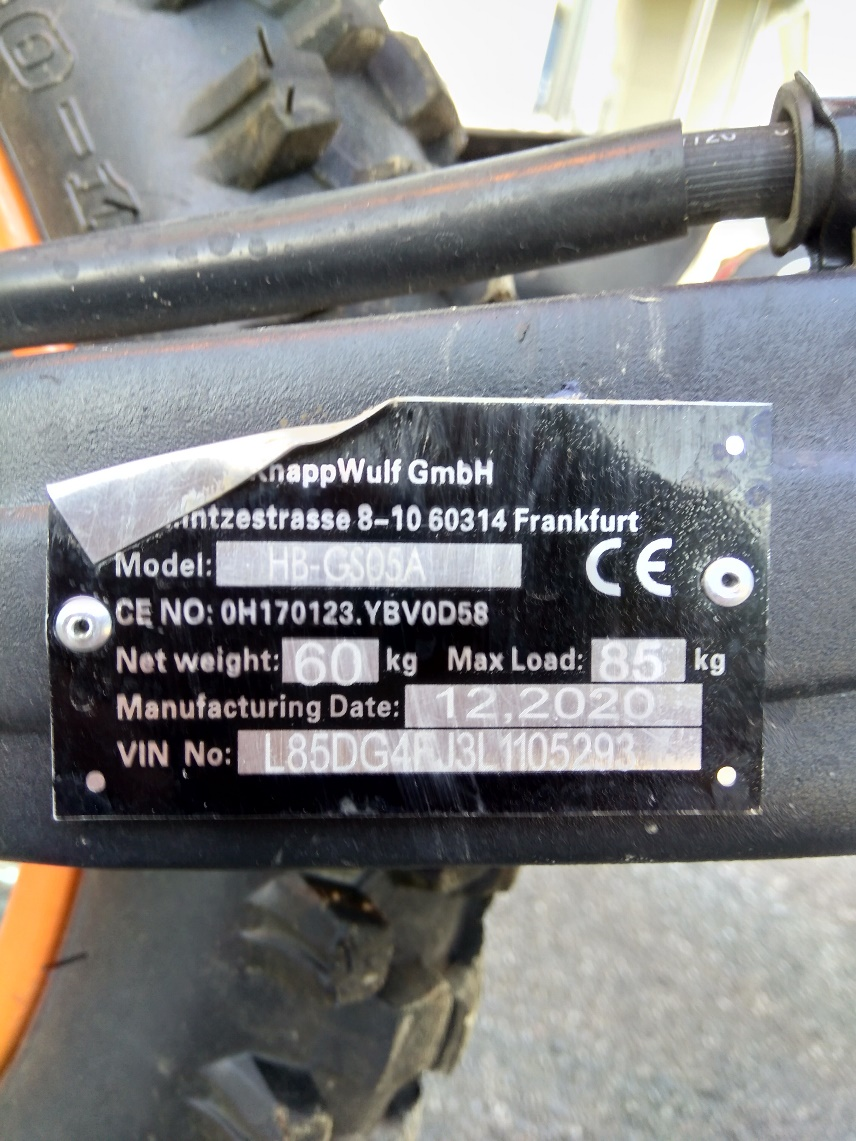 KnappWulf GmbH
8-10 60314 Frankfurt
Model: HB-GS05A
CE
CE NO: 0H170123.YBV0D58
Net weight: 60 kg Max Load: 85 kg
Manufacturing Date: 12,2020
VIN No: